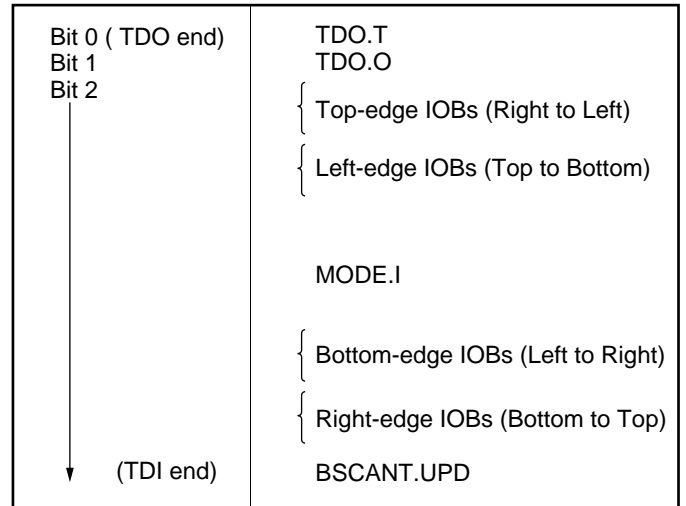 Bit 0 ( TDO end) TDO.T
Bit 1 TDO.O
Bit 2
Top-edge IOBs (Right to Left)
Left-edge IOBs (Top to Bottom)
MODE.I
Bottom-edge IOBs (Left to Right)
Right-edge IOBs (Bottom to Top)
(TDI end) BSCANT.UPD